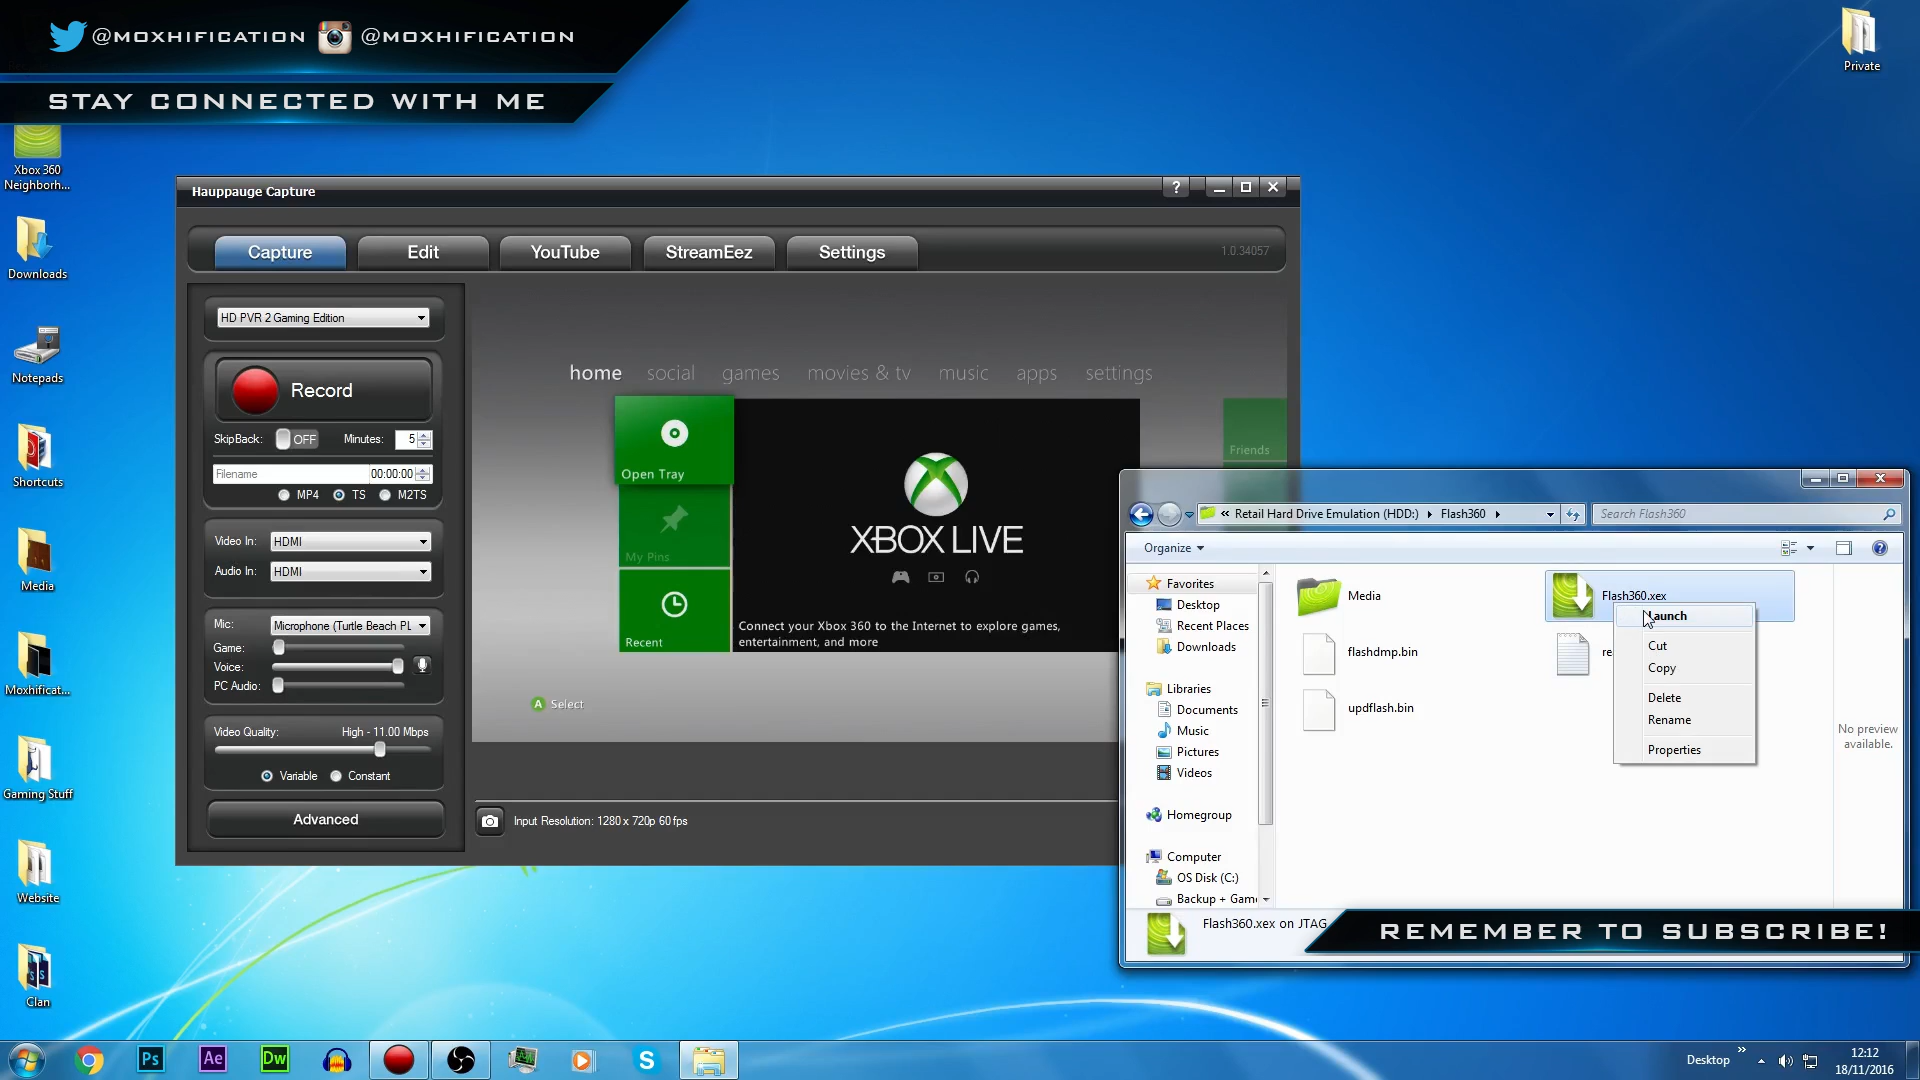 @MOXHIFICATION
@MOXHIFICATION
STAY CONNECTED WITH ME
Private
Xbox 360
Neighborh...
Downloads
Notepads
Shortcuts
Media
Moxhificat...
Gaming Stuff
Website
Clan
Hauppauge Capture
?
Capture
Edit
YouTube
StreamEez
Settings
1.0.34057
HD PVR 2 Gaming Edition
Record
SkipBack:
OFF
Minutes:
5
Filename
00:00:00
MP4
TS
M2TS
Video In:
HDMI
Audio In:
HDMI
Mic:
Microphone (Turtle Beach PL
Game:
Voice:
PC Audio:
Video Quality:
High - 11.00 Mbps
Variable
Constant
Advanced
home
social
games
movies & tv
music
apps
settings
Open Tray
My Pins
Recent
XBOX LIVE
Connect your Xbox 360 to the Internet to explore games,
entertainment, and more
Friends
A Select
Input Resolution: 1280 x 720p 60 fps
« Retail Hard Drive Emulation (HDD:)
Flash360
Search Flash360
Organize
Favorites
Desktop
Recent Places
Downloads
Libraries
Documents
Music
Pictures
Videos
Homegroup
Computer
OS Disk (C:)
Backup + Gam
Media
flashdmp.bin
updflash.bin
Flash360.xex
re
Launch
Cut
Copy
Delete
Rename
Properties
No preview
available.
Flash360.xex on JTAG
REMEMBER TO SUBSCRIBE!
Ps
Ae
Dw
S
Desktop
»
12:12
18/11/2016